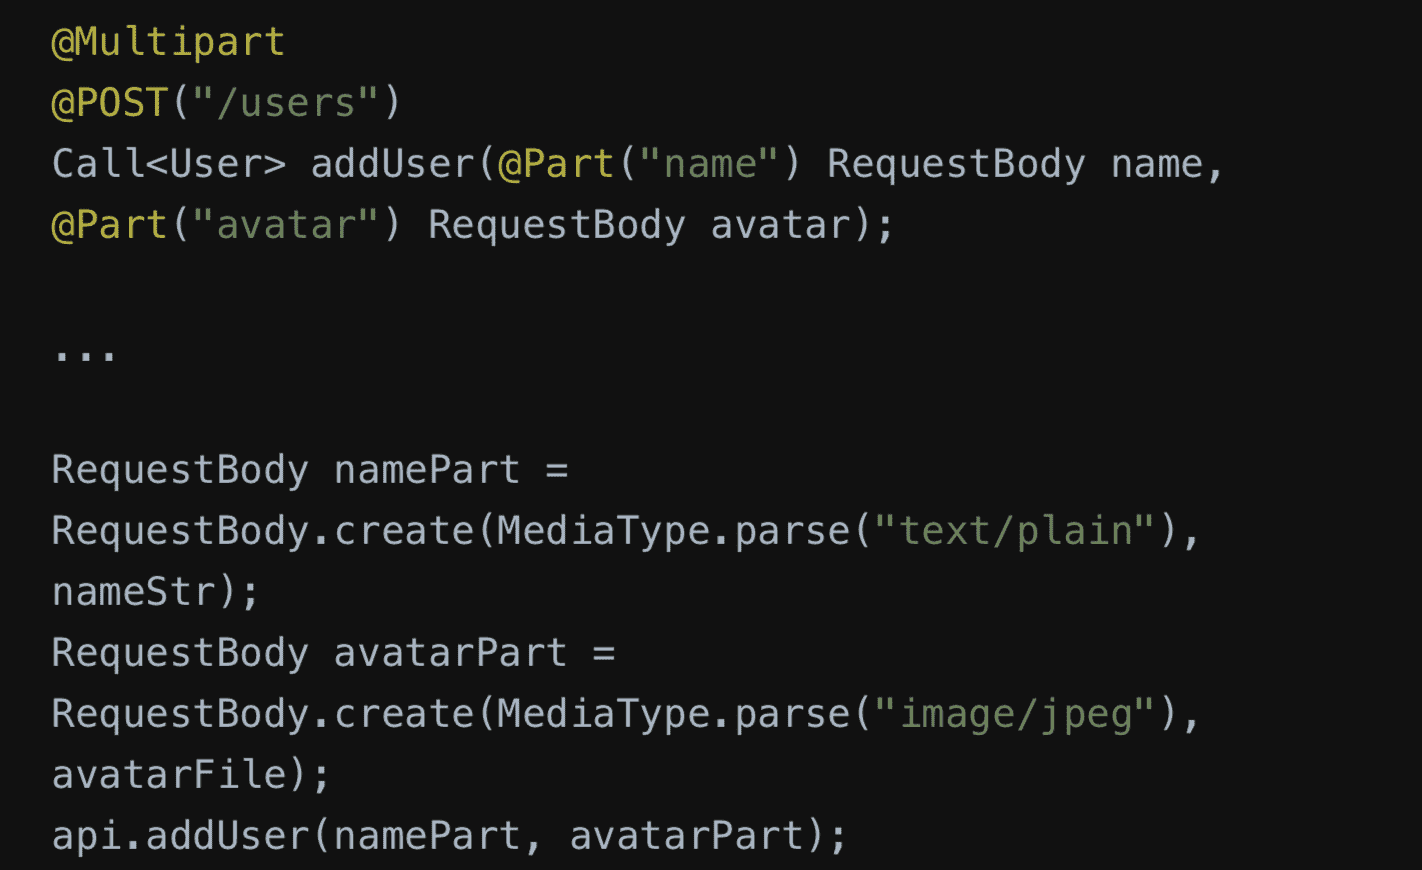 @Multipart
@POST("/users")
Call<User> addUser(@Part("name") RequestBody name,
@Part("avatar") RequestBody avatar);
...
RequestBody namePart =
RequestBody.create(MediaType.parse("text/plain"),
nameStr);
RequestBody avatarPart =
RequestBody.create(MediaType.parse("image/jpeg"),
avatarFile);
api.addUser(namePart, avatarPart);